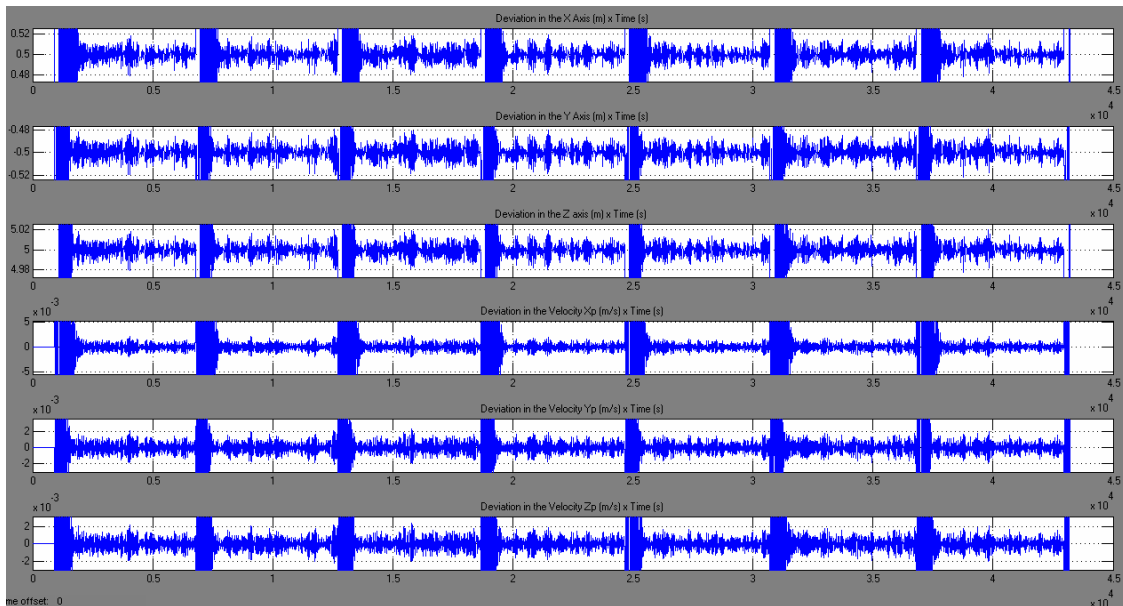 Deviation in the X Axis (m) x Time (s)
0.52
0.5
0.48
0 0.5 1 1.5 2 2.5 3 3.5 4 4.5
x 10 4
Deviation in the Y Axis (m) x Time (s)
-0.48
-0.5
-0.52
0 0.5 1 1.5 2 2.5 3 3.5 4 4.5
x 10 4
Deviation in the Z axis (m) x Time (s)
5.02
5
4.98
0 0.5 1 1.5 2 2.5 3 3.5 4 4.5
x 10 4
x 10 -3
Deviation in the Velocity Xp (m/s) x Time (s)
5
0
-5
0 0.5 1 1.5 2 2.5 3 3.5 4 4.5
x 10 4
x 10 -3
Deviation in the Velocity Yp (m/s) x Time (s)
2
0
-2
0 0.5 1 1.5 2 2.5 3 3.5 4 4.5
x 10 4
x 10 -3
Deviation in the Velocity Zp (m/s) x Time (s)
2
0
-2
0 0.5 1 1.5 2 2.5 3 3.5 4 4.5
x 10 4
me offset: 0